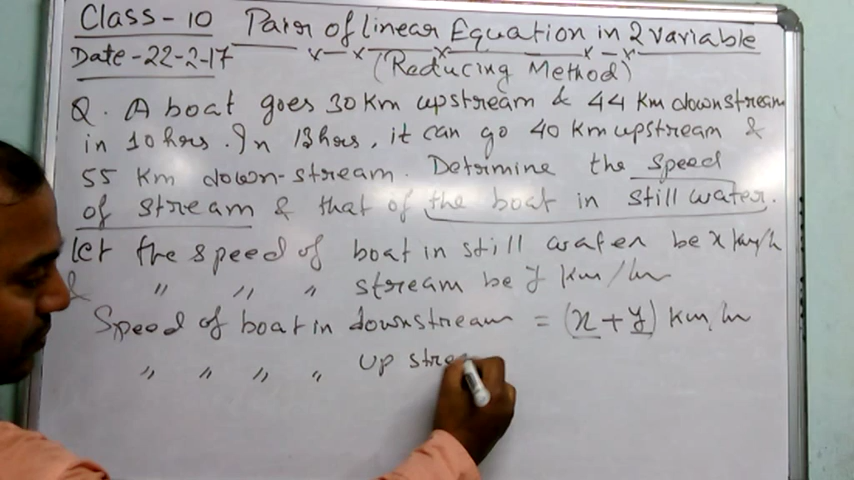 Class - 10 Pair of linear Equation in 2 variable
Date - 22-2-17 x — x — x — x — x
(Reducing Method)
Q. A boat goes 30 Km upstream & 44 Km downstream
in 10 hrs. In 13 hrs, it can go 40 Km upstream &
55 Km down-stream. Detrimine the speed
of stream & that of the boat in still water.
Let the speed of boat in still water be x km/h
& " " " stream be y km/hr
Speed of boat in downstream = (x + y) km/hr
" " " " up stre